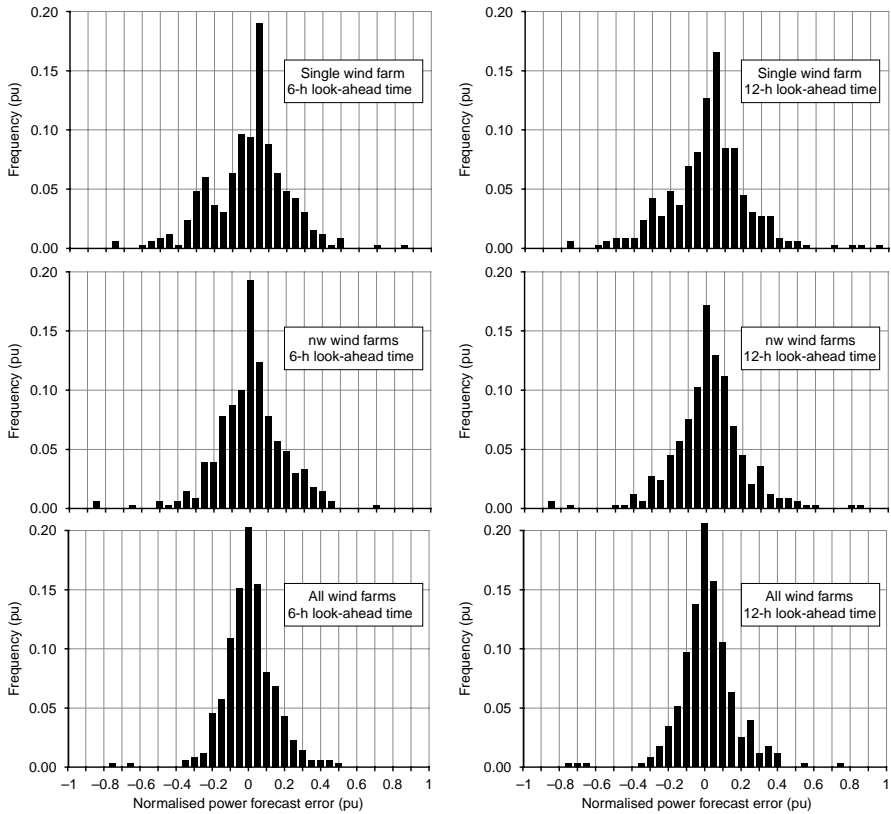 0.20
0.15
0.10
0.05
0.00
Frequency (pu)
Single wind farm
6-h look-ahead time
0.20
0.15
0.10
0.05
0.00
Frequency (pu)
Single wind farm
12-h look-ahead time
0.20
0.15
0.10
0.05
0.00
Frequency (pu)
nw wind farms
6-h look-ahead time
0.20
0.15
0.10
0.05
0.00
Frequency (pu)
nw wind farms
12-h look-ahead time
0.20
0.15
0.10
0.05
0.00
Frequency (pu)
All wind farms
6-h look-ahead time
–1 –0.8 –0.6 –0.4 –0.2 0 0.2 0.4 0.6 0.8 1
Normalised power forecast error (pu)
0.20
0.15
0.10
0.05
0.00
Frequency (pu)
All wind farms
12-h look-ahead time
–1 –0.8 –0.6 –0.4 –0.2 0 0.2 0.4 0.6 0.8 1
Normalised power forecast error (pu)